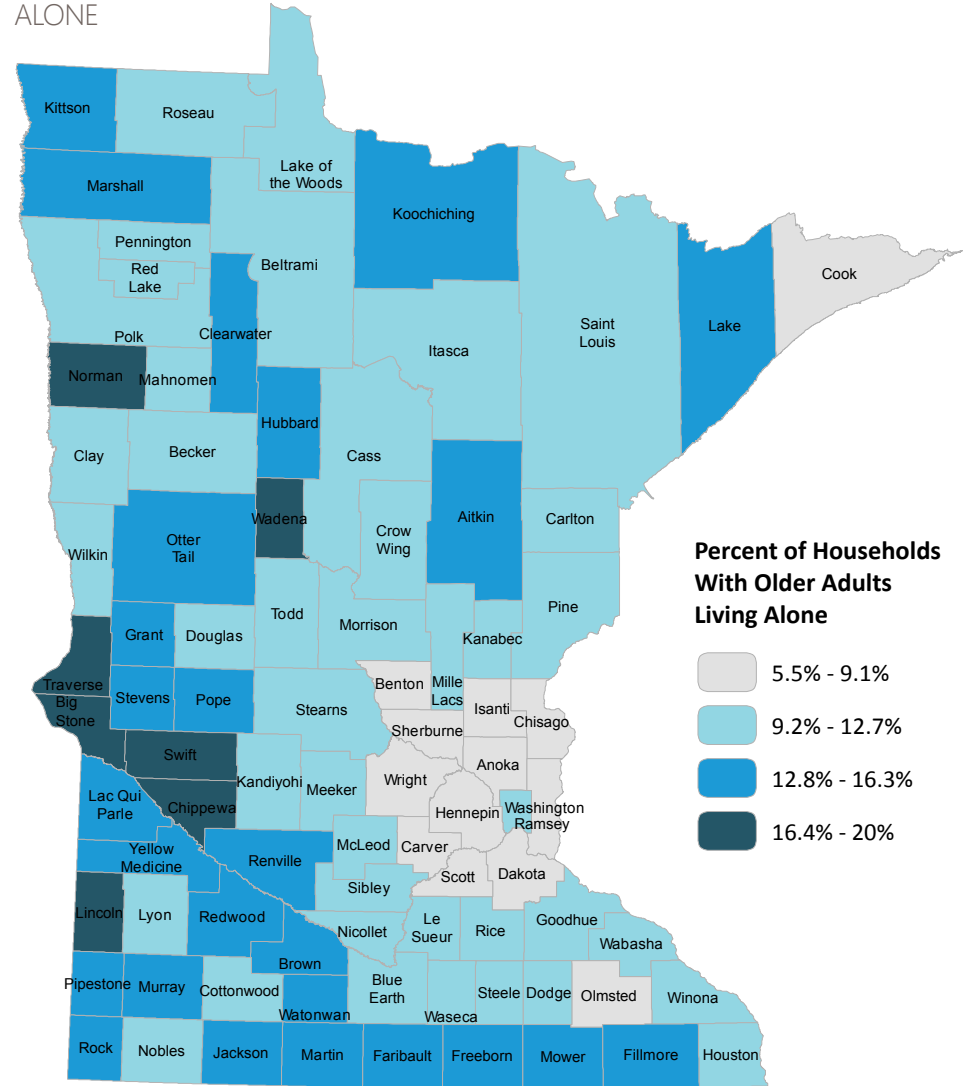 ALONE
Kittson
Roseau
Lake of
the Woods
Marshall
Koochiching
Pennington
Red
Lake
Beltrami
Cook
Polk
Clearwater
Saint
Louis
Lake
Itasca
Norman
Mahnomen
Hubbard
Clay
Becker
Cass
Wadena
Aitkin
Carlton
Otter
Tail
Crow
Wing
Wilkin
Pine
Todd
Morrison
Kanabec
Grant
Douglas
Traverse
Big
Stone
Stevens
Pope
Stearns
Benton
Mille
Lacs
Isanti
Chisago
Sherburne
Swift
Anoka
Kandiyohi
Meeker
Wright
Lac Qui
Parle
Chippewa
Hennepin
Washington
Ramsey
Yellow
Medicine
Renville
McLeod
Carver
Scott
Dakota
Sibley
Lincoln
Lyon
Redwood
Nicollet
Le
Sueur
Rice
Goodhue
Wabasha
Brown
Pipestone
Murray
Cottonwood
Watonwan
Blue
Earth
Waseca
Steele
Dodge
Olmsted
Winona
Rock
Nobles
Jackson
Martin
Faribault
Freeborn
Mower
Fillmore
Houston
Percent of Households
With Older Adults
Living Alone
5.5% - 9.1%
9.2% - 12.7%
12.8% - 16.3%
16.4% - 20%